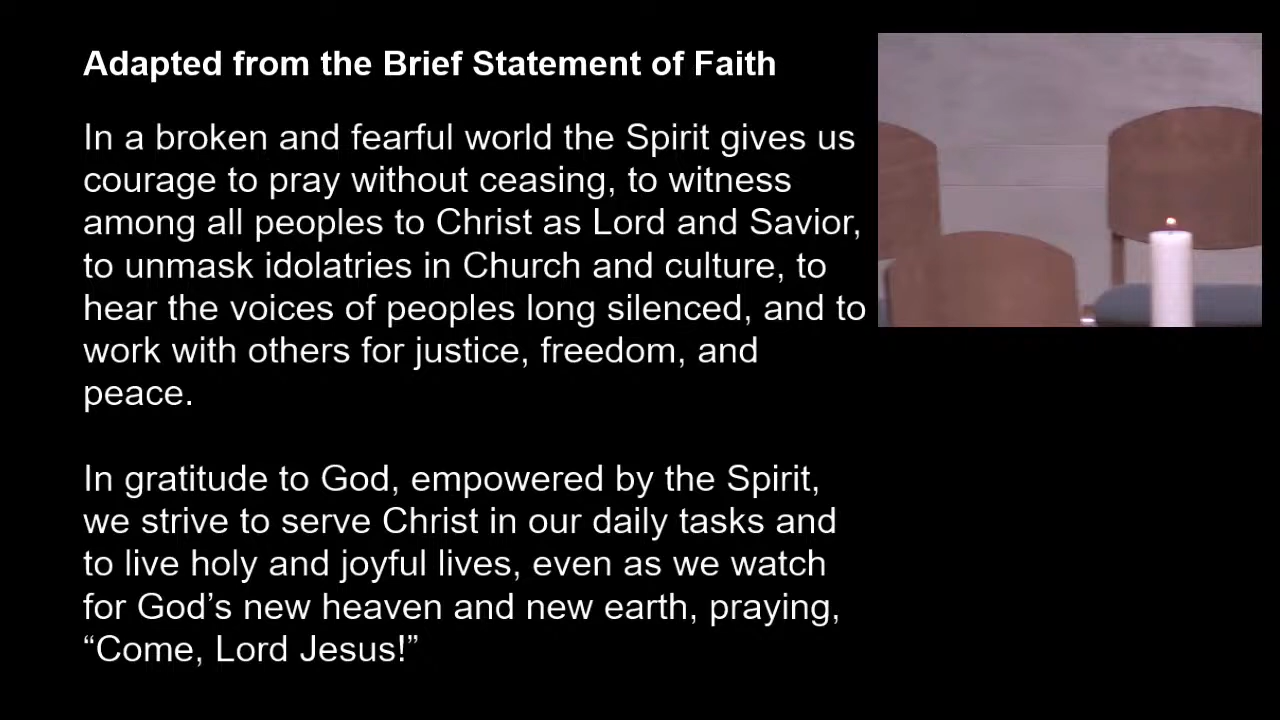 Adapted from the Brief Statement of Faith
In a broken and fearful world the Spirit gives us
courage to pray without ceasing, to witness
among all peoples to Christ as Lord and Savior,
to unmask idolatries in Church and culture, to
hear the voices of peoples long silenced, and to
work with others for justice, freedom, and
peace.
In gratitude to God, empowered by the Spirit,
we strive to serve Christ in our daily tasks and
to live holy and joyful lives, even as we watch
for God’s new heaven and new earth, praying,
“Come, Lord Jesus!”